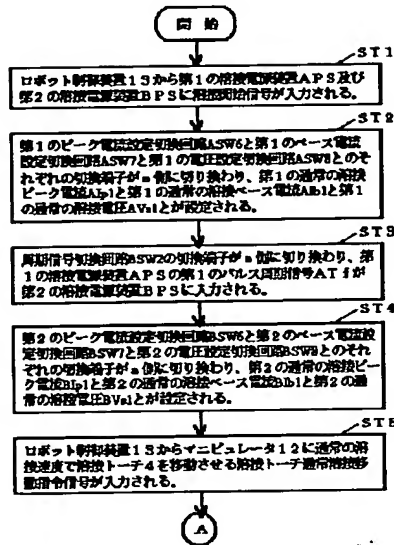 開 始
ST1
ロボット制御装置13から第1の溶接電源装置APS及び
第2の溶接電源装置BPSに溶接開始信号が入力される。
ST2
第1のピーク電流設定切換回路ASW6と第1のベース電流
設定切換回路ASW7と第1の電圧設定切換回路ASW8とのそ
れぞれの切換端子がn側に切り換わり、第1の通常の溶接
ピーク電流AIp1と第1の通常の溶接ベース電流AIb1と第1
の通常の溶接電圧AVs1とが設定される。
ST3
周期信号切換回路BSW2の切換端子がn側に切り換わり、第
1の溶接電源装置APSの第1のパルス周期信号ATfが
第2の溶接電源装置BPSに入力される。
ST4
第2のピーク電流設定切換回路BSW6と第2のベース電流設
定切換回路BSW7と第2の電圧設定切換回路BSW8とのそれ
ぞれの切換端子がn側に切り換わり、第2の通常の溶接ピー
ク電流BIp1と第2の通常の溶接ベース電流BIb1と第2の通
常の溶接電圧BVs1とが設定される。
ST5
ロボット制御装置13からマニピュレータ12に通常の溶
接速度で溶接トーチ4を移動させる溶接トーチ通常溶接移
動指令信号が入力される。
A